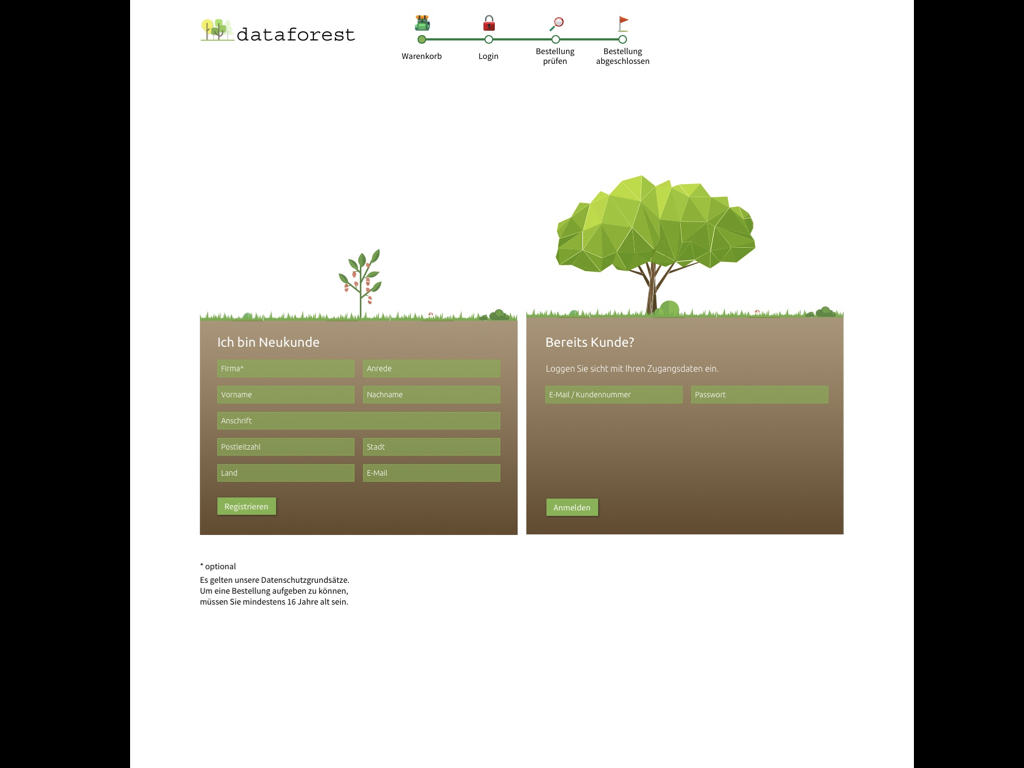 dataforest
Warenkorb
Login
Bestellung
prüfen
Bestellung
abgeschlossen
Ich bin Neukunde
Firma*
Anrede
Vorname
Nachname
Anschrift
Postleitzahl
Stadt
Land
E-Mail
Registrieren
Bereits Kunde?
Loggen Sie sicht mit Ihren Zugangsdaten ein.
E-Mail / Kundennummer
Passwort
Anmelden
* optional
Es gelten unsere Datenschutzgrundsätze.
Um eine Bestellung aufgeben zu können,
müssen Sie mindestens 16 Jahre alt sein.